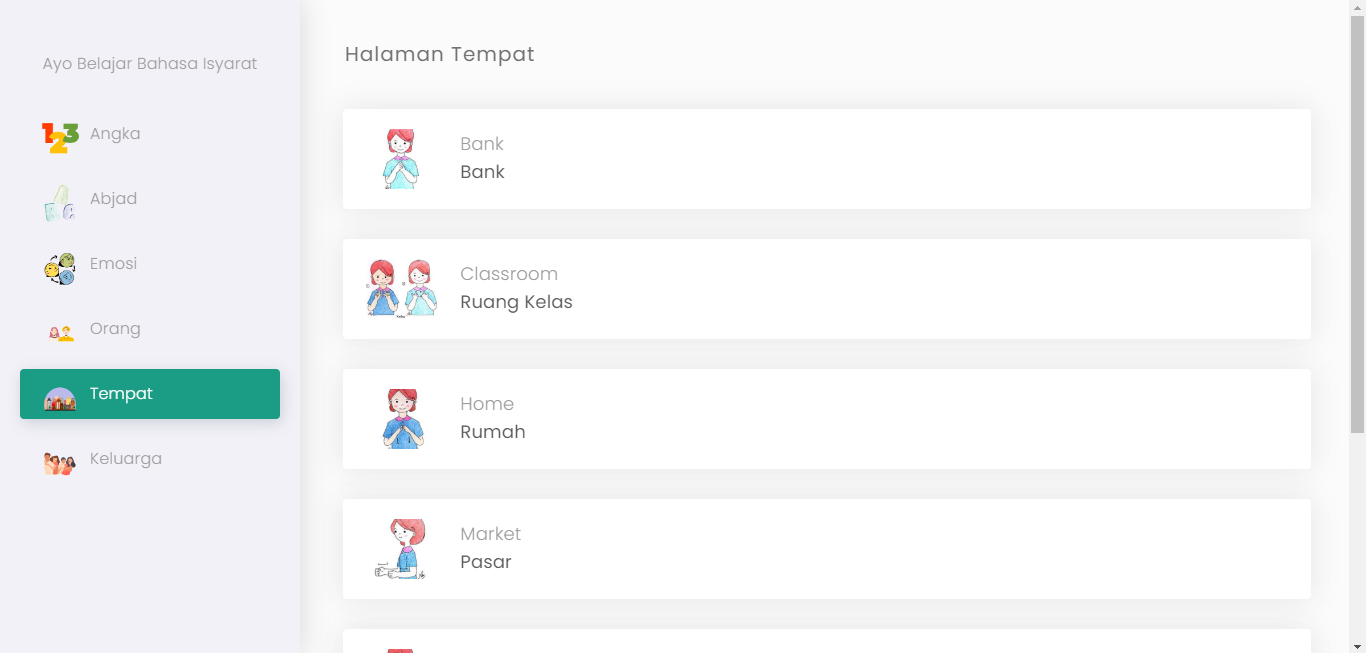 Ayo Belajar Bahasa Isyarat
Angka
Abjad
Emosi
Orang
Tempat
Keluarga
Halaman Tempat
Bank
Bank
Classroom
Ruang Kelas
Home
Rumah
Market
Pasar